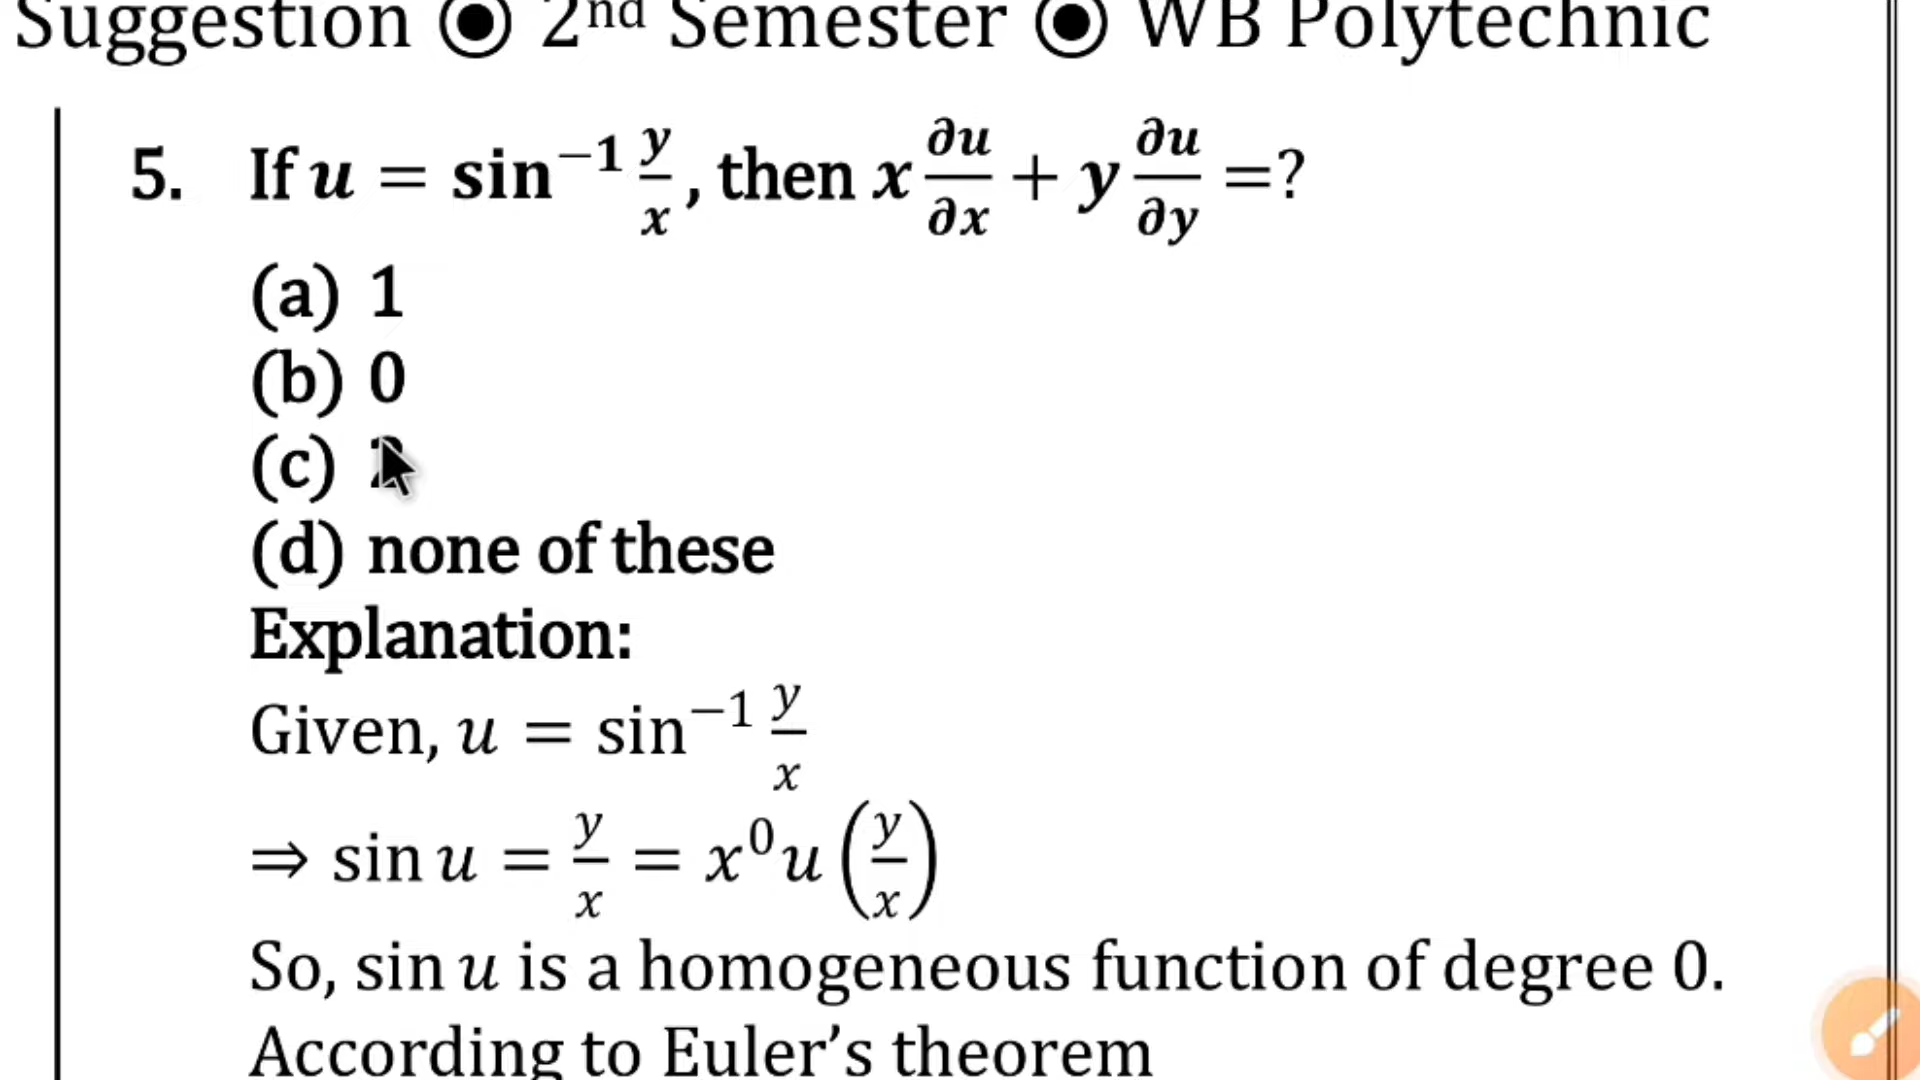 Suggestion ◉ 2nd Semester ◉ WB Polytechnic
5. If u = sin⁻¹ y/x, then x ∂u/∂x + y ∂u/∂y =?
(a) 1
(b) 0
(c)
(d) none of these
Explanation:
Given, u = sin⁻¹ y/x
⇒ sin u = y/x = x⁰u(y/x)
So, sin u is a homogeneous function of degree 0.
According to Euler’s theorem